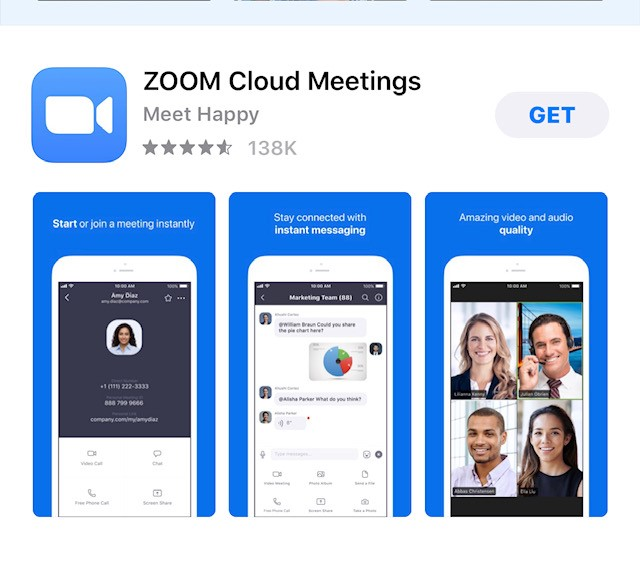 ZOOM Cloud Meetings
Meet Happy
GET
138K
Start or join a meeting instantly
10:00 AM
100%
Amy Diaz
amy.diaz@company.com
+1 (111) 222-3333
888 799 9666
company.com/my/amydiaz
Video Call
Chat
Free Phone Call
Screen Share
Stay connected with
instant messaging
10:00 AM
100%
Marketing Team (88)
@William Braun Could you share
the pie chart here?
@Alisha Parker What do you think?
Alisha Parker
6"
Type messages...
Video Meeting
Photo Album
Send a File
Free Phone Call
Screen Share
Take a Photo
Amazing video and audio
quality
10:00 AM
100%
Lilianna Kenny
Julian Obrien
Abbas Christensen
Ella Liu